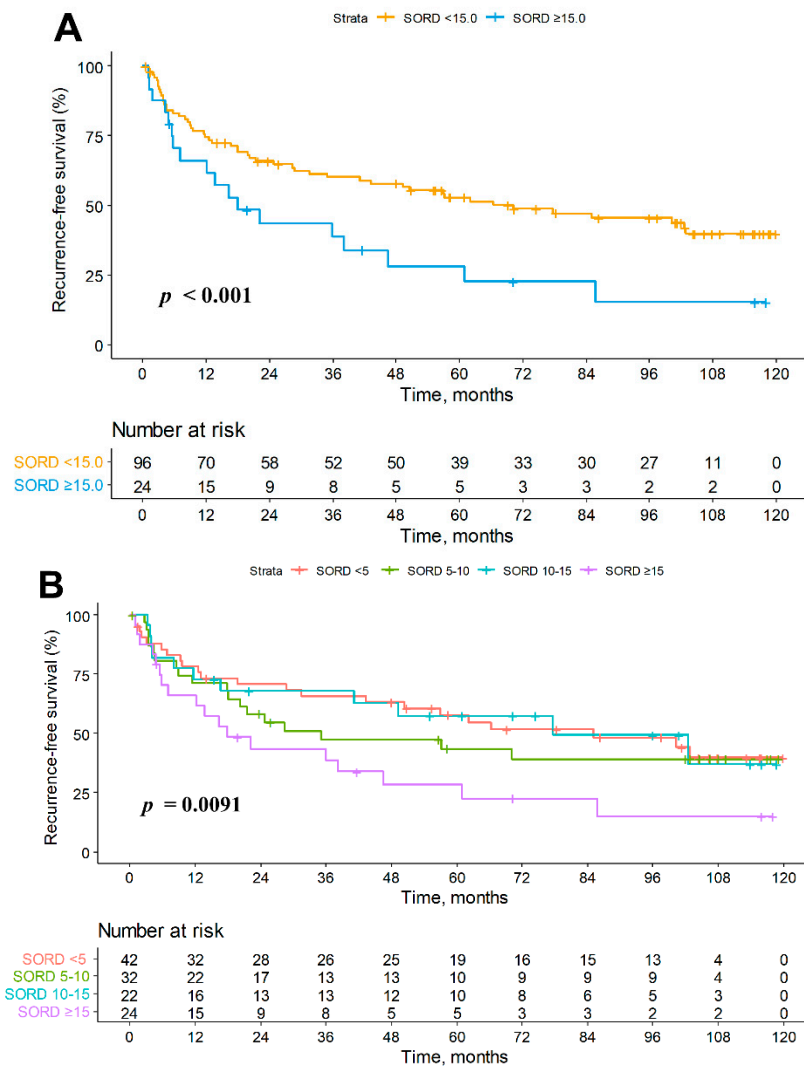 A
Strata SORD <15.0 SORD ≥15.0
Recurrence-free survival (%)
100
75
50
25
0
p < 0.001
0 12 24 36 48 60 72 84 96 108 120
Time, months
Number at risk
SORD <15.0 96 70 58 52 50 39 33 30 27 11 0
SORD ≥15.0 24 15 9 8 5 5 3 3 2 2 0
0 12 24 36 48 60 72 84 96 108 120
Time, months
B
Strata SORD <5 SORD 5-10 SORD 10-15 SORD ≥15
Recurrence-free survival (%)
100
75
50
25
0
p = 0.0091
0 12 24 36 48 60 72 84 96 108 120
Time, months
Number at risk
SORD <5 42 32 28 26 25 19 16 15 13 4 0
SORD 5-10 32 22 17 13 13 10 9 9 9 4 0
SORD 10-15 22 16 13 13 12 10 8 6 5 3 0
SORD ≥15 24 15 9 8 5 5 3 3 2 2 0
0 12 24 36 48 60 72 84 96 108 120
Time, months